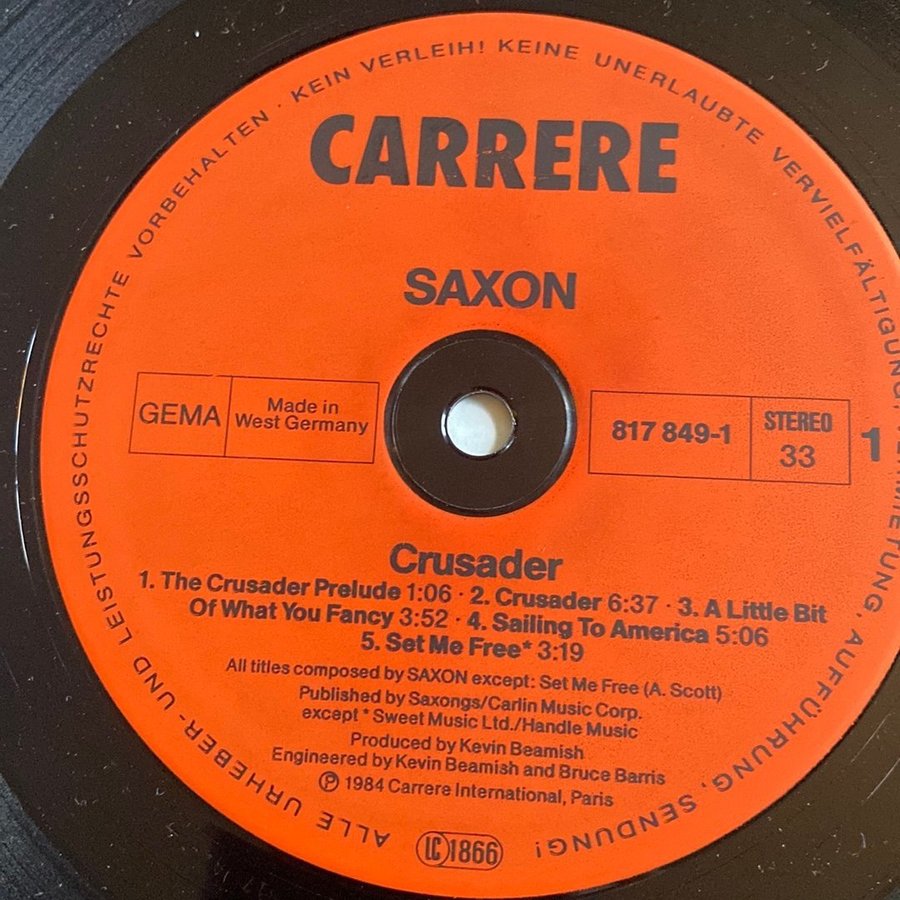 ALLE URHEBER- UND LEISTUNGSSCHUTZRECHTE VORBEHALTEN · KEIN VERLEIH! KEINE UNERLAUBTE VERVIELFÄLTIGUNG, VERMIETUNG, AUFFÜHRUNG, SENDUNG!
CARRERE
SAXON
GEMA
Made in
West Germany
817 849-1
STEREO
33
1
Crusader
1. The Crusader Prelude 1:06 · 2. Crusader 6:37 · 3. A Little Bit
Of What You Fancy 3:52 · 4. Sailing To America 5:06
5. Set Me Free* 3:19
All titles composed by SAXON except: Set Me Free (A. Scott)
Published by Saxongs/Carlin Music Corp.
except * Sweet Music Ltd./Handle Music
Produced by Kevin Beamish
Engineered by Kevin Beamish and Bruce Barris
Ⓟ 1984 Carrere International, Paris
LC 1866